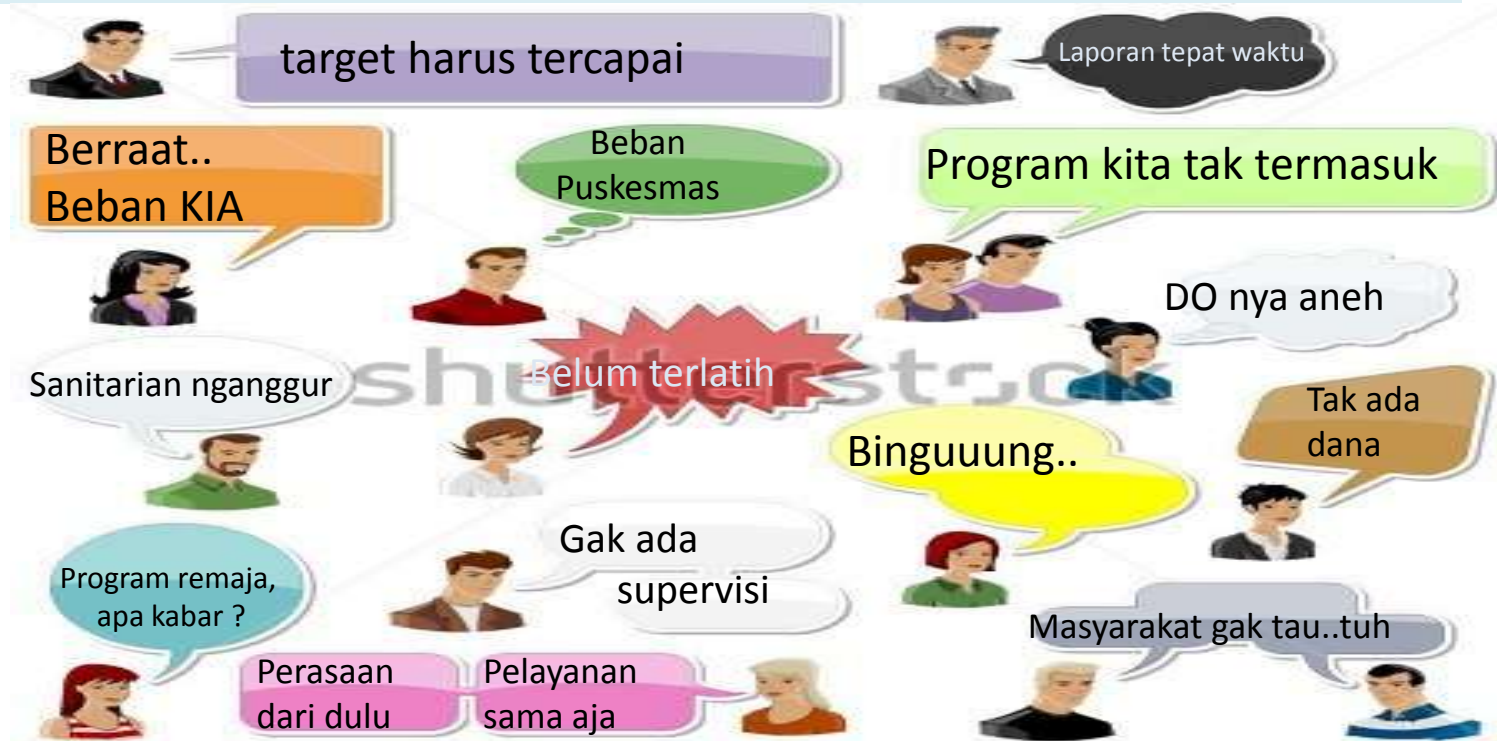 target harus tercapai
Laporan tepat waktu
Berraat..
Beban KIA
Beban
Puskesmas
Program kita tak termasuk
DO nya aneh
Sanitarian nganggur
shutterstock
Belum terlatih
Tak ada
dana
Binguuung..
Gak ada
supervisi
Program remaja,
apa kabar ?
Masyarakat gak tau..tuh
Perasaan
dari dulu
Pelayanan
sama aja